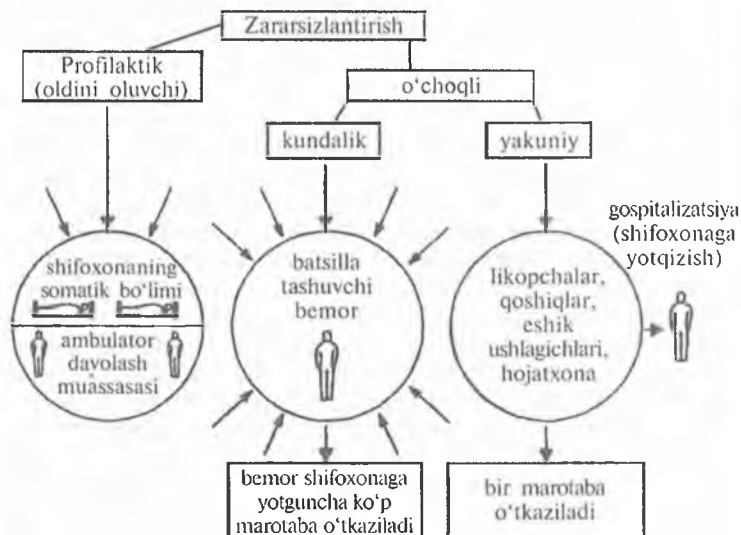 Zararsizlantirish
Profilaktik
(oldini oluvchi)
o‘choqli
kundalik
yakuniy
gospitalizatsiya
(shifoxonaga
yotqizish)
shifoxonaning
somatik bo‘limi
ambulator
davolash
muassasasi
batsilla
tashuvchi
bemor
likopchalar,
qoshiqlar,
eshik
ushlagichlari,
hojatxona
bemor shifoxonaga
yotguncha ko‘p
marotaba o‘tkaziladi
bir marotaba
o‘tkaziladi